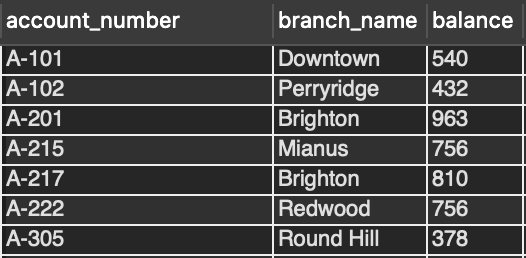 account_number branch_name balance
A-101 Downtown 540
A-102 Perryridge 432
A-201 Brighton 963
A-215 Mianus 756
A-217 Brighton 810
A-222 Redwood 756
A-305 Round Hill 378